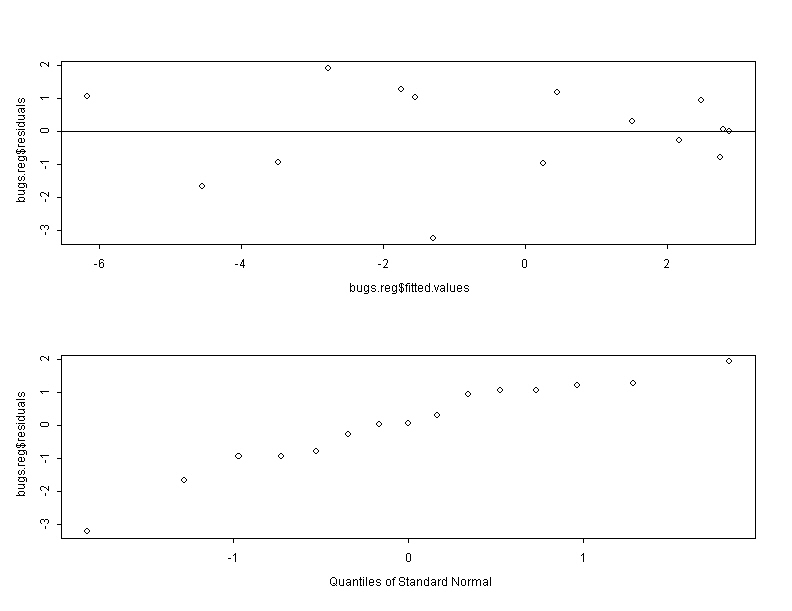 bugs.reg$residuals
2
1
0
-1
-2
-3
-6 -4 -2 0 2
bugs.reg$fitted.values
bugs.reg$residuals
2
1
0
-1
-2
-3
-1 0 1
Quantiles of Standard Normal